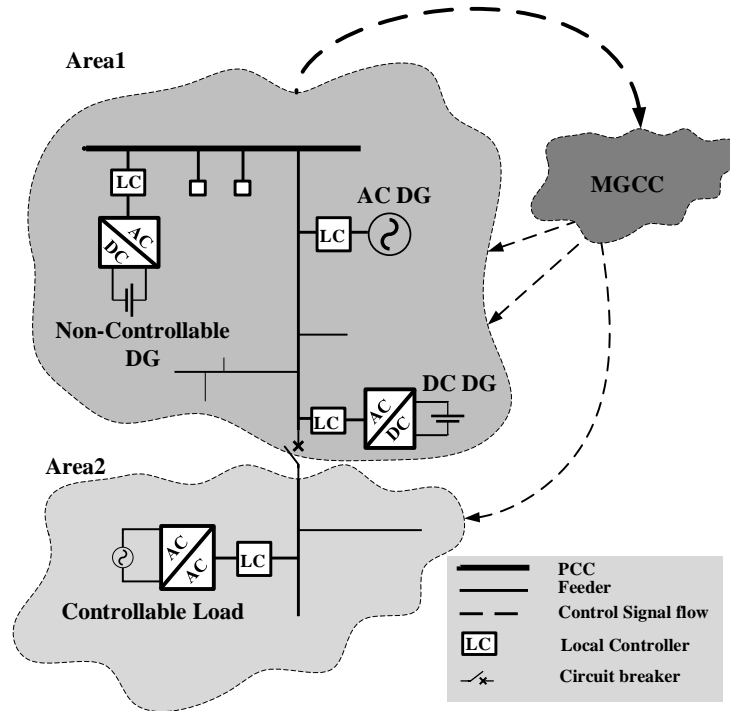 Area1
MGCC
LC
AC DG
LC
DC
AC
Non-Controllable
DG
DC DG
LC
AC
DC
Area2
AC
AC
LC
Controllable Load
PCC
Feeder
Control Signal flow
LC
Local Controller
Circuit breaker